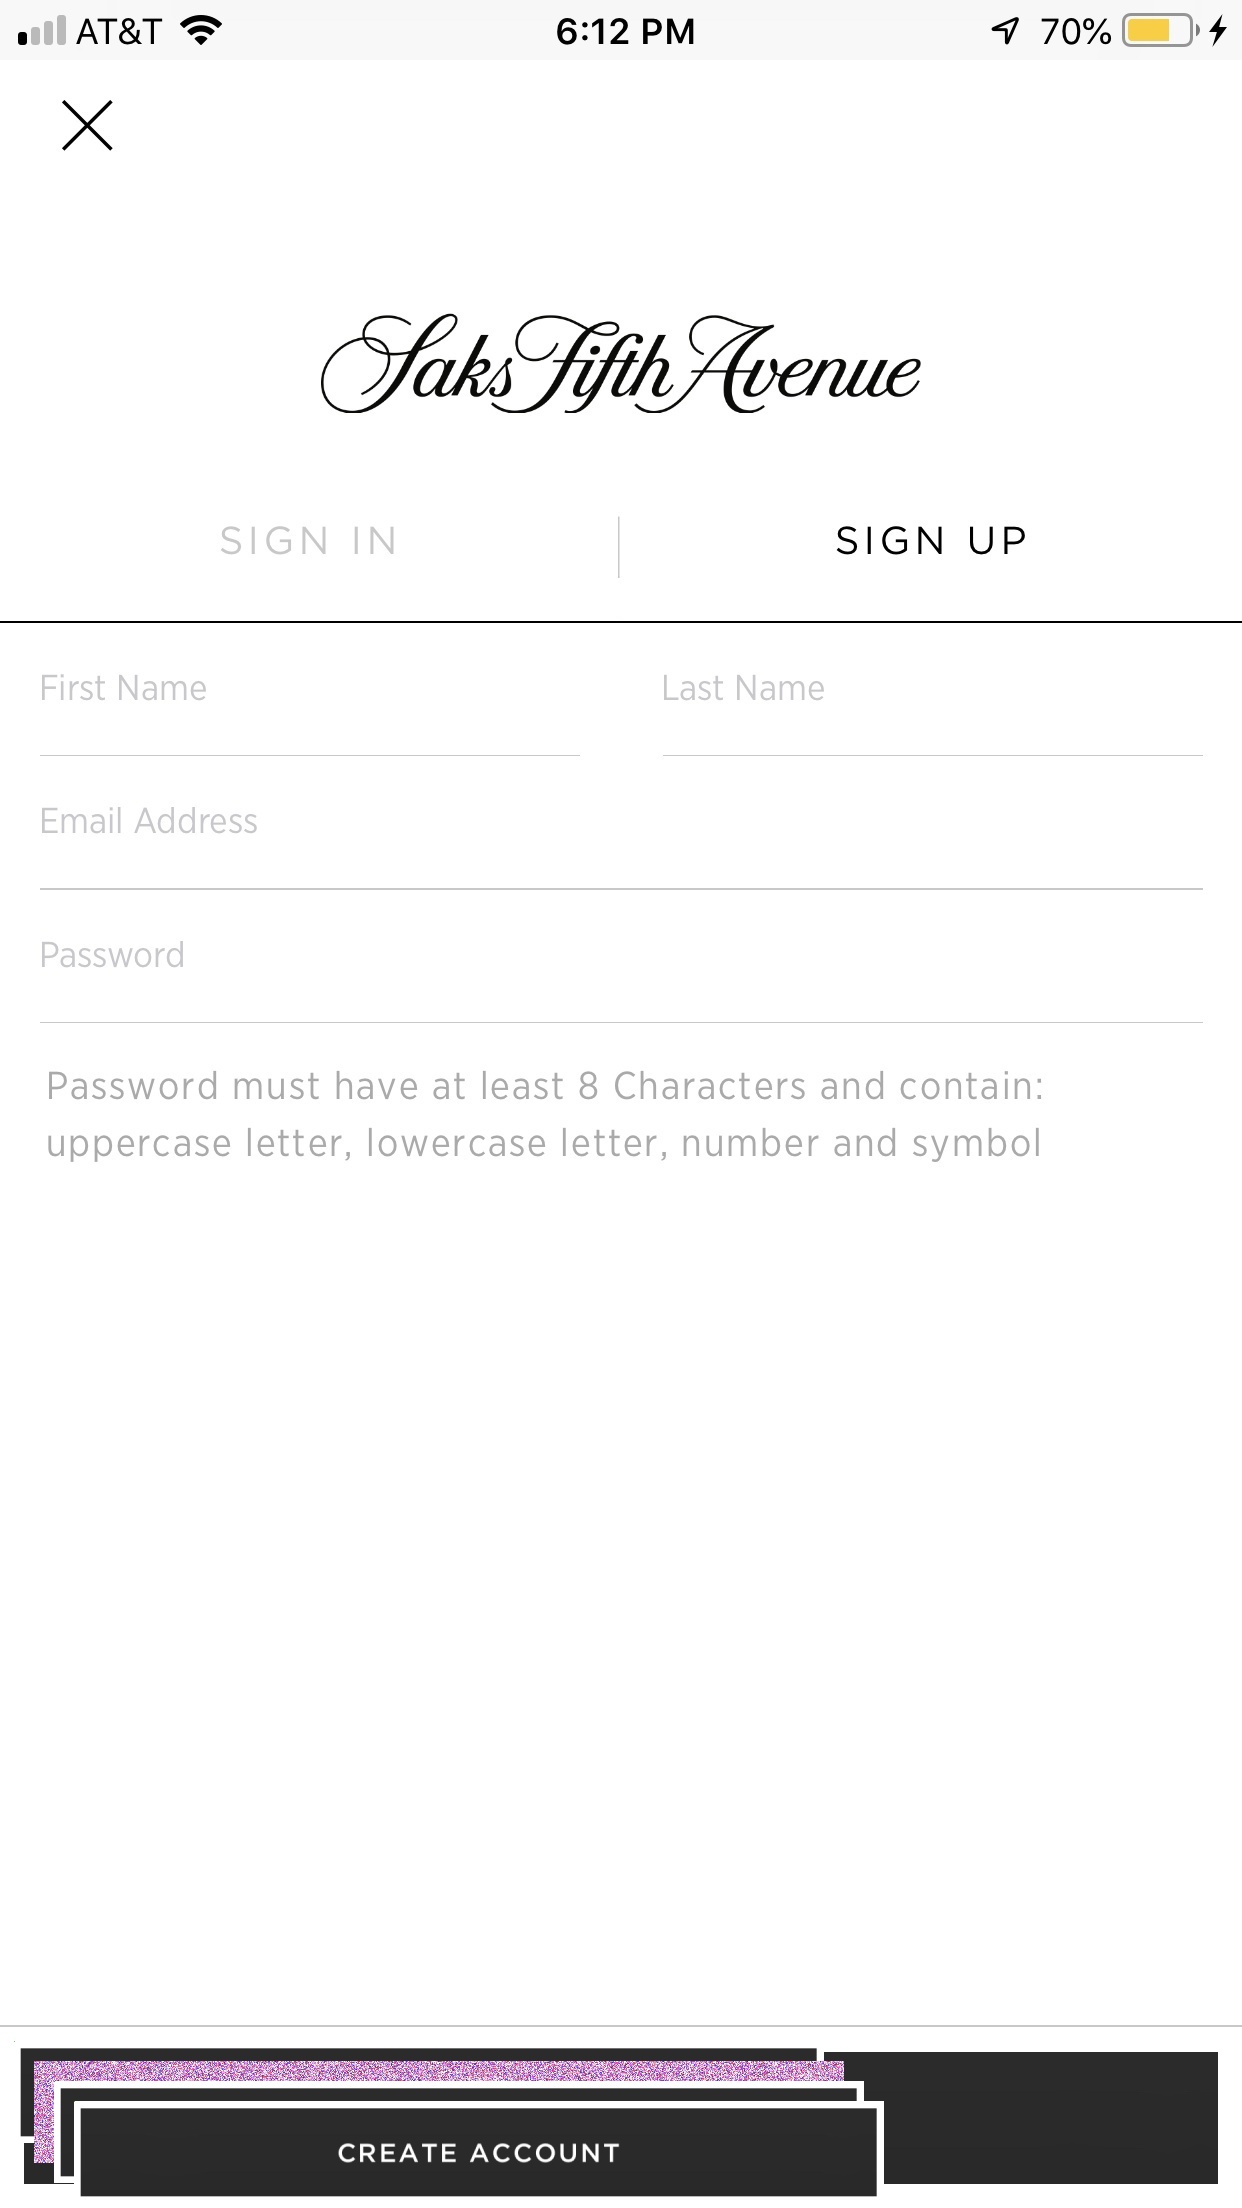 AT&T 6:12 PM 70%
Saks Fifth Avenue
SIGN IN SIGN UP
First Name Last Name
Email Address
Password
Password must have at least 8 Characters and contain:
uppercase letter, lowercase letter, number and symbol
CREATE ACCOUNT